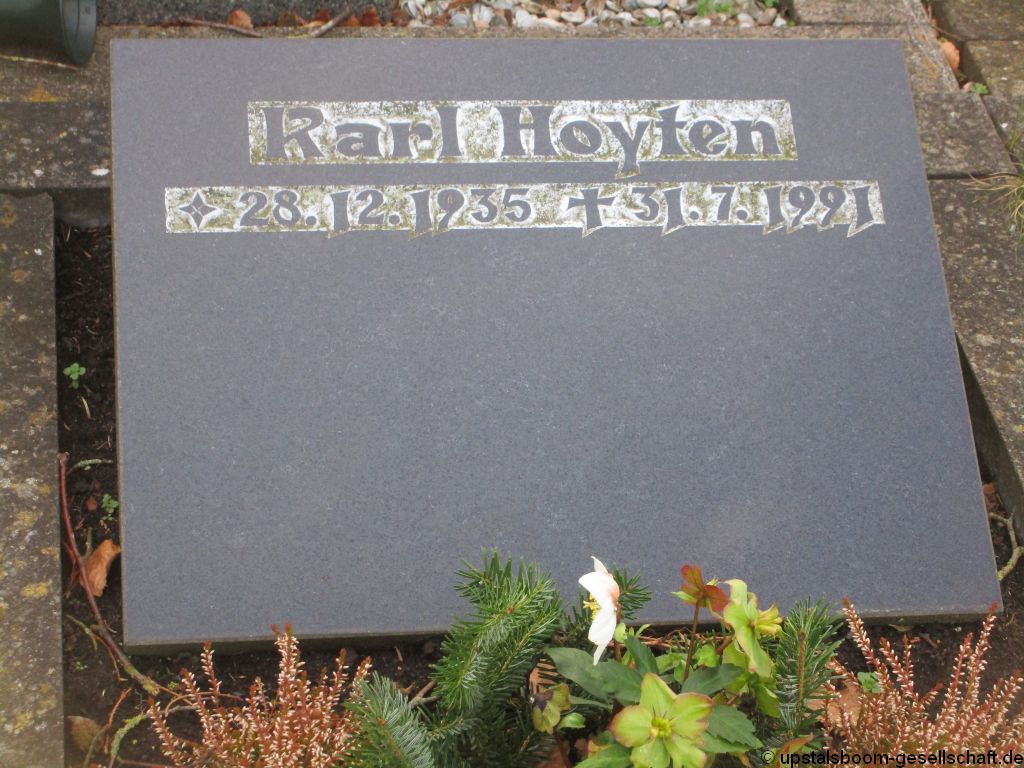 Karl Hoyten
✧ 28.12.1935 ✝ 31.7.1991
© upstalsboom-gesellschaft.de